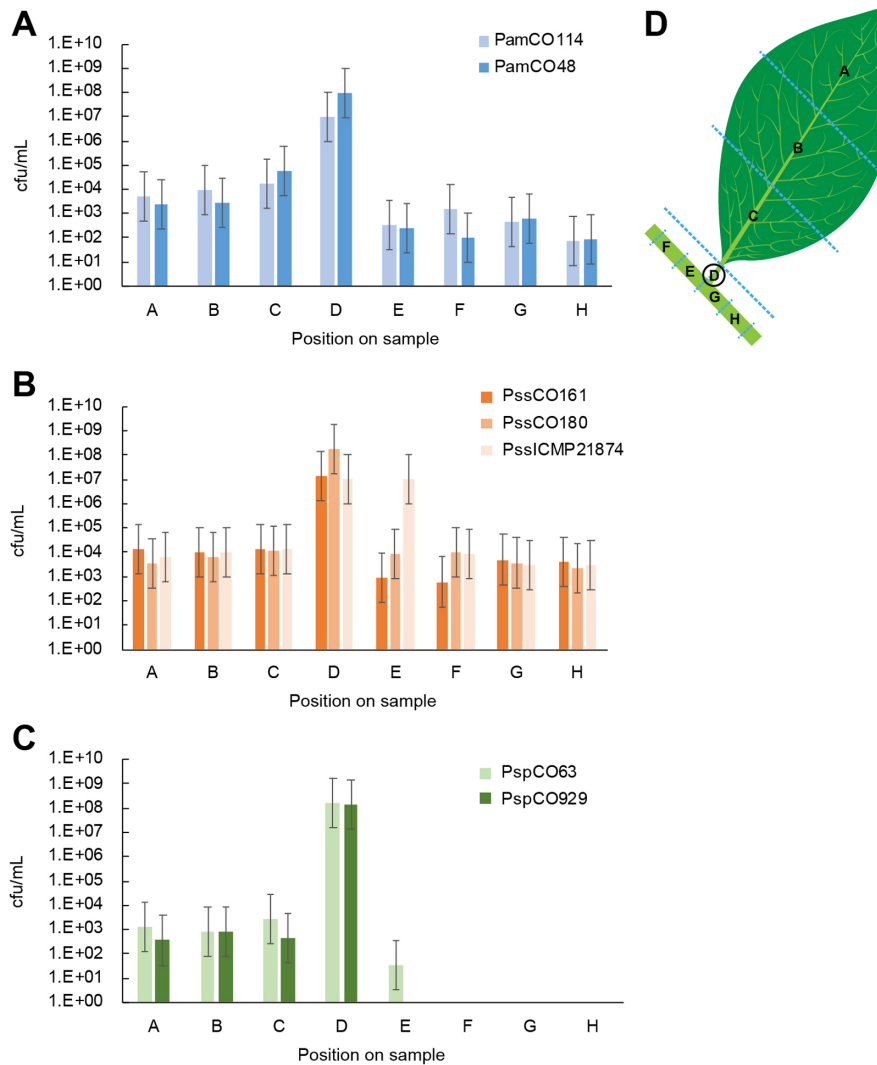 A
1.E+10
1.E+09
1.E+08
1.E+07
1.E+06
1.E+05
1.E+04
1.E+03
1.E+02
1.E+01
1.E+00
cfu/mL
PamCO114
PamCO48
A B C D E F G H
Position on sample
B
1.E+10
1.E+09
1.E+08
1.E+07
1.E+06
1.E+05
1.E+04
1.E+03
1.E+02
1.E+01
1.E+00
cfu/mL
PssCO161
PssCO180
PssICMP21874
A B C D E F G H
Position on sample
C
1.E+10
1.E+09
1.E+08
1.E+07
1.E+06
1.E+05
1.E+04
1.E+03
1.E+02
1.E+01
1.E+00
cfu/mL
PspCO63
PspCO929
A B C D E F G H
Position on sample
D
A
B
C
F
E
D
G
H